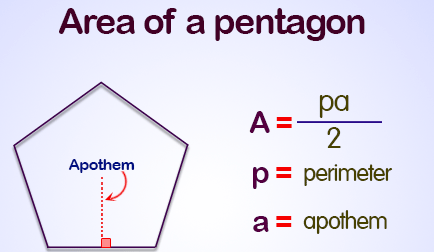 Area of a pentagon
Apothem
A = pa/2
p = perimeter
a = apothem